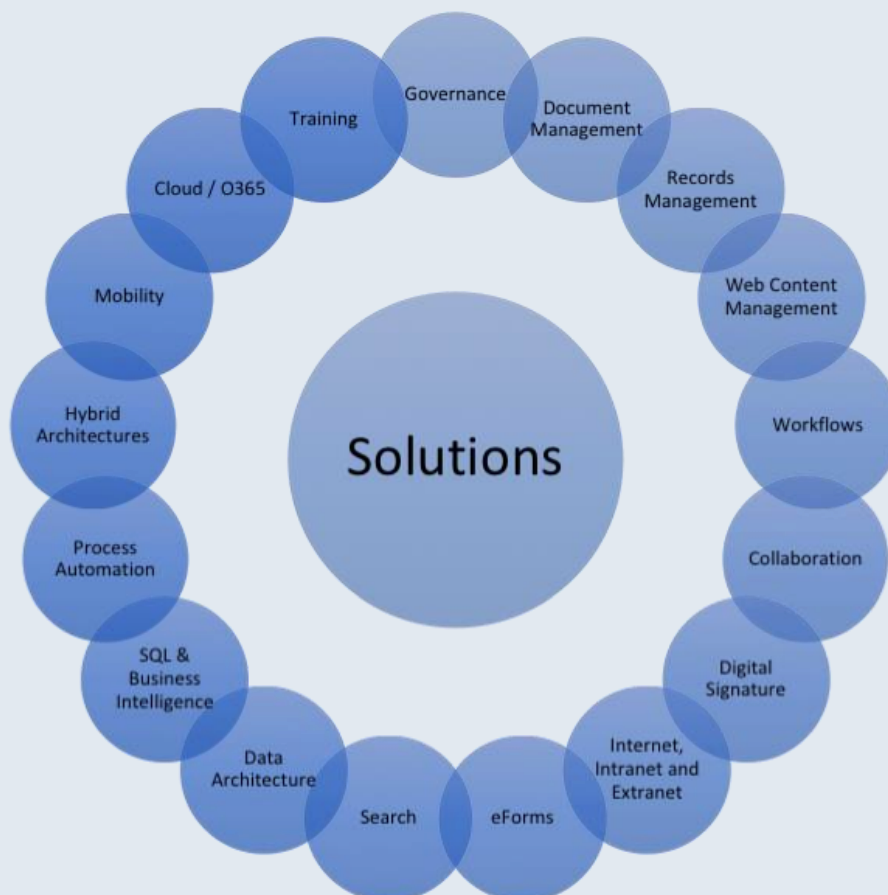 Governance
Document
Management
Records
Management
Web Content
Management
Workflows
Collaboration
Digital
Signature
Internet,
Intranet and
Extranet
eForms
Search
Data
Architecture
SQL &
Business
Intelligence
Process
Automation
Hybrid
Architectures
Mobility
Cloud / O365
Training
Solutions